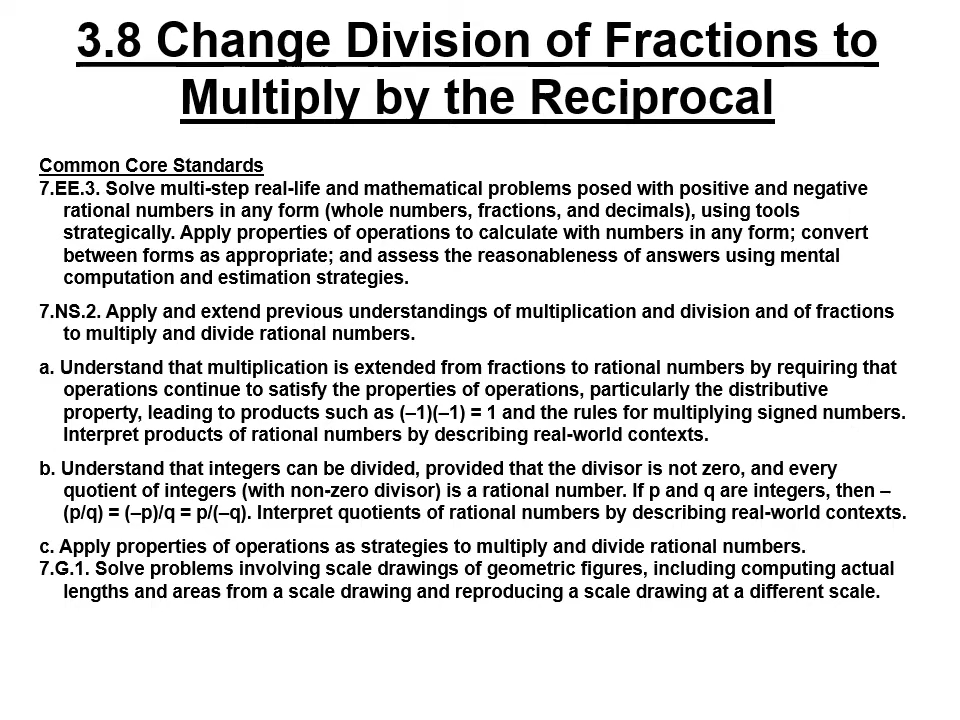 3.8 Change Division of Fractions to
Multiply by the Reciprocal
Common Core Standards
7.EE.3. Solve multi-step real-life and mathematical problems posed with positive and negative
rational numbers in any form (whole numbers, fractions, and decimals), using tools
strategically. Apply properties of operations to calculate with numbers in any form; convert
between forms as appropriate; and assess the reasonableness of answers using mental
computation and estimation strategies.
7.NS.2. Apply and extend previous understandings of multiplication and division and of fractions
to multiply and divide rational numbers.
a. Understand that multiplication is extended from fractions to rational numbers by requiring that
operations continue to satisfy the properties of operations, particularly the distributive
property, leading to products such as (–1)(–1) = 1 and the rules for multiplying signed numbers.
Interpret products of rational numbers by describing real-world contexts.
b. Understand that integers can be divided, provided that the divisor is not zero, and every
quotient of integers (with non-zero divisor) is a rational number. If p and q are integers, then –
(p/q) = (–p)/q = p/(–q). Interpret quotients of rational numbers by describing real-world contexts.
c. Apply properties of operations as strategies to multiply and divide rational numbers.
7.G.1. Solve problems involving scale drawings of geometric figures, including computing actual
lengths and areas from a scale drawing and reproducing a scale drawing at a different scale.